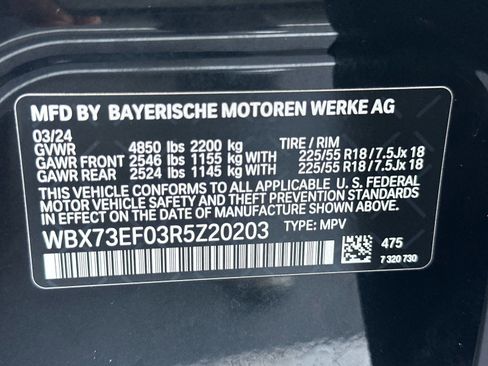 MFD BY BAYERISCHE MOTOREN WERKE AG
03/24
GVWR 4850 lbs 2200 kg TIRE / RIM
GAWR FRONT 2546 lbs 1155 kg WITH 225/55 R18 / 7.5Jx 18
GAWR REAR 2524 lbs 1145 kg WITH 225/55 R18 / 7.5Jx 18
THIS VEHICLE CONFORMS TO ALL APPLICABLE U. S. FEDERAL
MOTOR VEHICLE SAFETY AND THEFT PREVENTION STANDARDS
IN EFFECT ON THE DATE OF MANUFACTURE SHOWN ABOVE.
WBX73EF03R5Z20203 TYPE: MPV
475
7 320 730